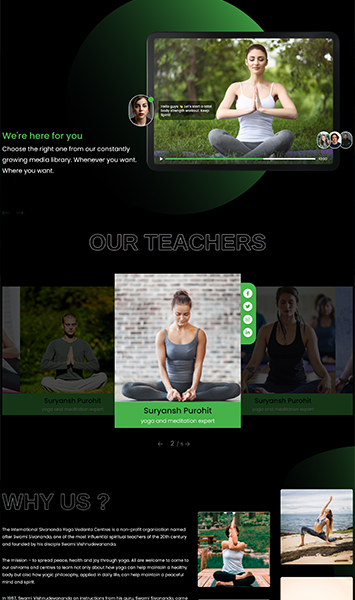 Hello guys 👋 Let's start a total
body strength workout. Keep
Spirit!
We're here for you
Choose the right one from our constantly
growing media library. Whenever you want.
Where you want.
OUR TEACHERS
Suryansh Purohit
yoga and meditation expert
Suryansh Purohit
yoga and meditation expert
Suryansh Purohit
yoga and meditation expert
2 / 5
WHY US ?
The International Sivananda Yoga Vedanta Centres is a non-profit organization named
after Swami Sivananda, one of the most influential spiritual teachers of the 20th century
and founded by his disciple Swami Vishnudevananda.
The mission – to spread peace, health and joy through yoga. All are welcome to come to
our ashrams and centres to learn not only about how yoga can help maintain a healthy
body but also how yogic philosophy, applied in daily life, can help maintain a peaceful
mind and spirit.
In 1957, Swami Vishnudevananda on instructions from his guru Swami Sivananda, came